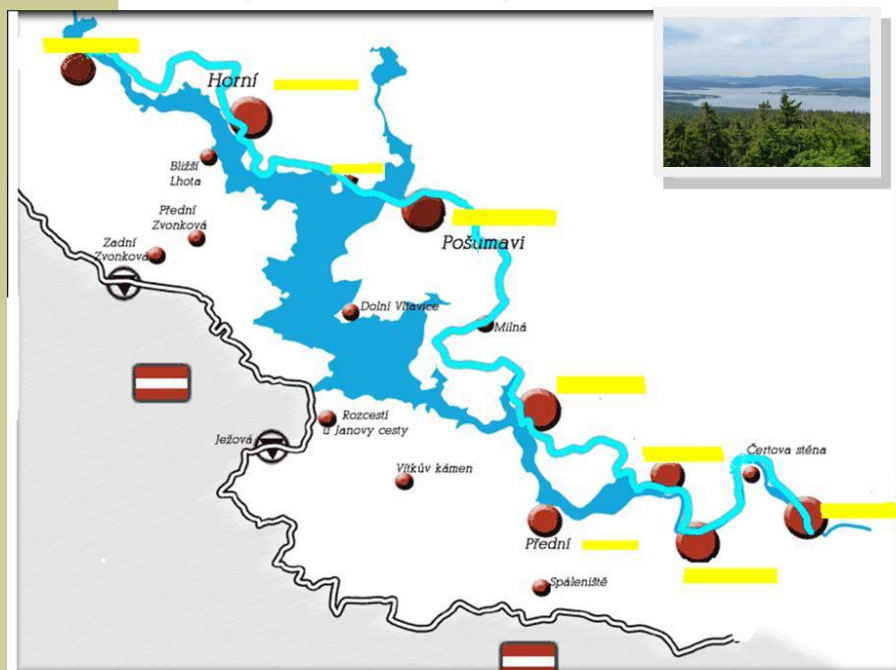 Horní
Bližší
Lhota
Přední
Zvonková
Zadní
Zvonková
Pošumaví
Dolní Vltavice
Milná
Rozcestí
u Janovy cesty
Ježová
Vítkův kámen
Čertova stěna
Přední
Spáleniště